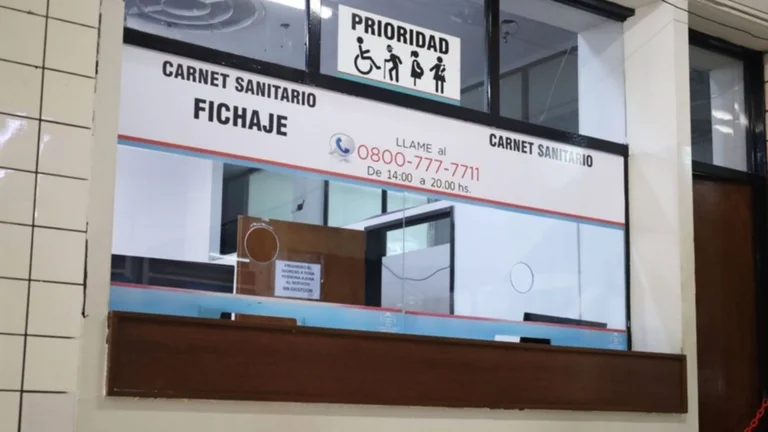 PRIORIDAD
CARNET SANITARIO
FICHAJE
LLAME al
0800-777-7711
De 14:00 a 20.00 hs.
CARNET SANITARIO